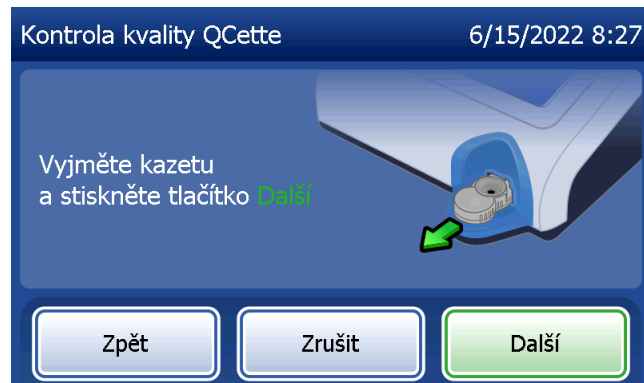 Kontrola kvality QCette
6/15/2022 8:27
Vyjměte kazetu
a stiskněte tlačítko Další
Zpět
Zrušit
Další